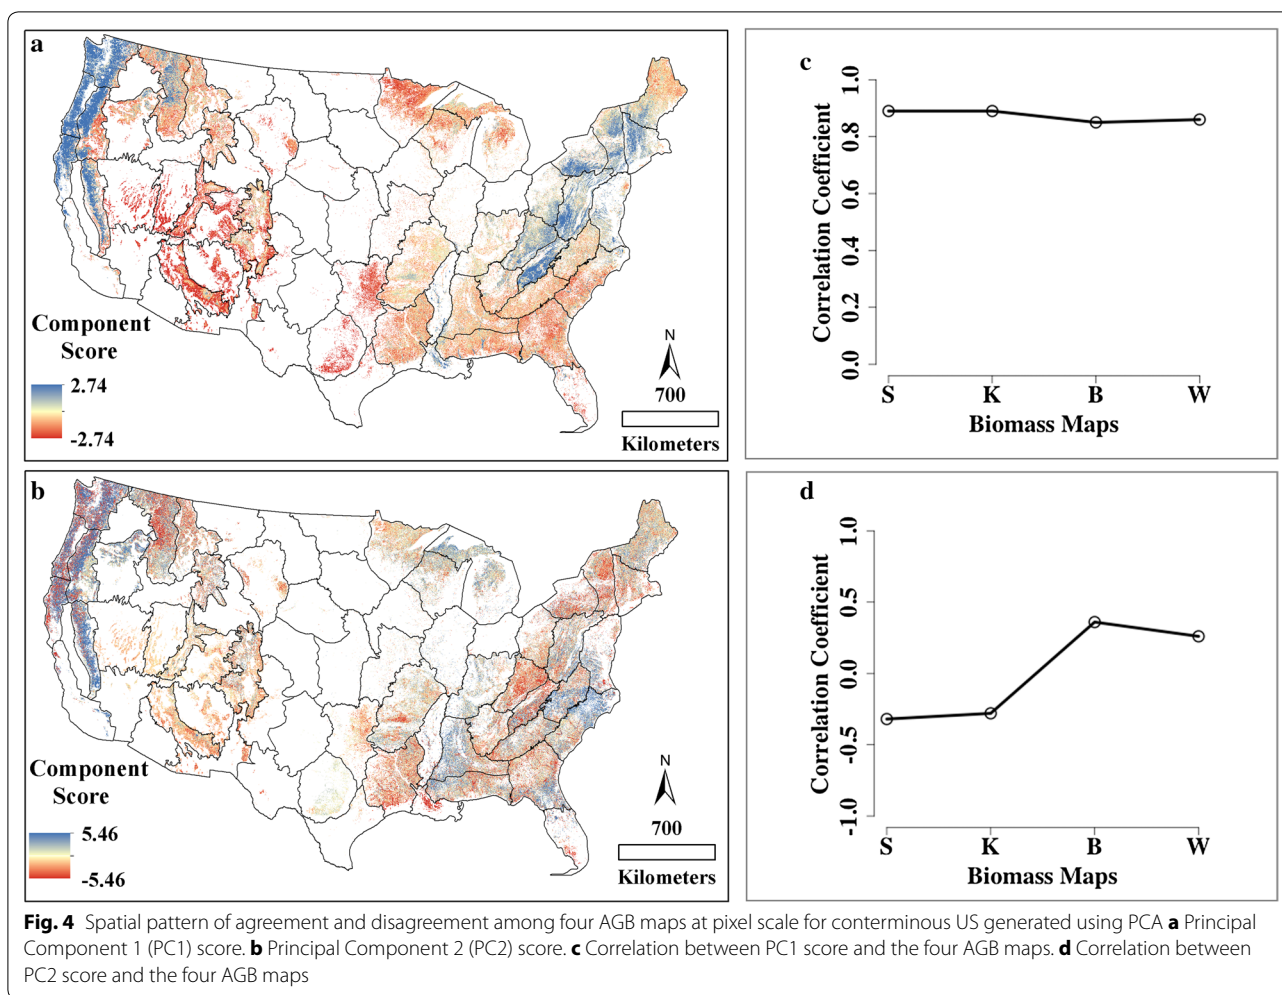 a
Component
Score
2.74
-2.74
N
700
Kilometers
c
Correlation Coefficient
1.0
0.8
0.6
0.4
0.2
0.0
S K B W
Biomass Maps
b
Component
Score
5.46
-5.46
N
700
Kilometers
d
Correlation Coefficient
1.0
0.5
0.0
-0.5
-1.0
S K B W
Biomass Maps
Fig. 4 Spatial pattern of agreement and disagreement among four AGB maps at pixel scale for conterminous US generated using PCA a Principal
Component 1 (PC1) score. b Principal Component 2 (PC2) score. c Correlation between PC1 score and the four AGB maps. d Correlation between
PC2 score and the four AGB maps